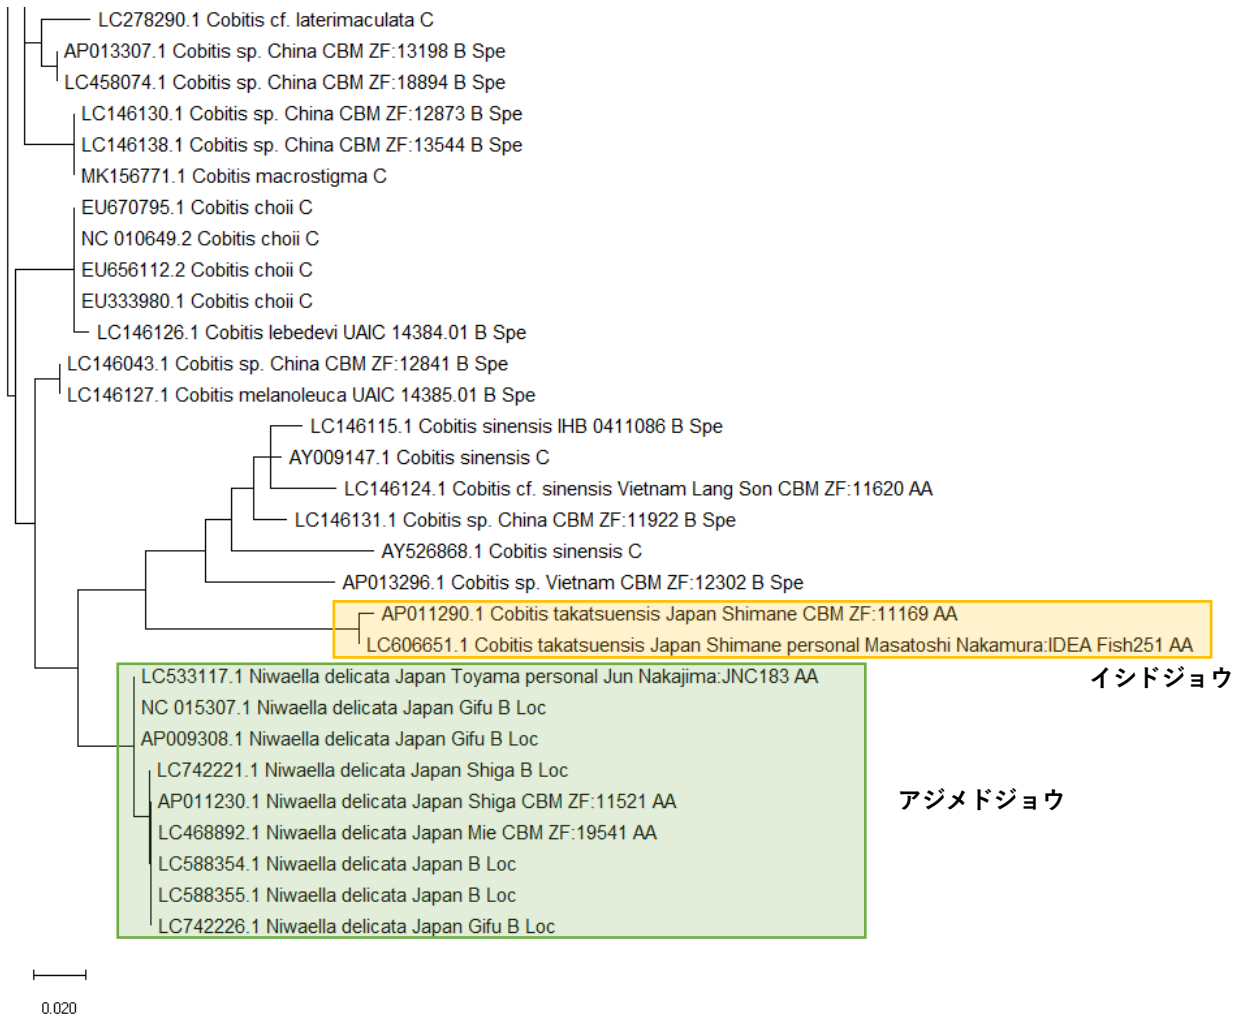 LC278290.1 Cobitis cf. laterimaculata C
AP013307.1 Cobitis sp. China CBM ZF:13198 B Spe
LC458074.1 Cobitis sp. China CBM ZF:18894 B Spe
LC146130.1 Cobitis sp. China CBM ZF:12873 B Spe
LC146138.1 Cobitis sp. China CBM ZF:13544 B Spe
MK156771.1 Cobitis macrostigma C
EU670795.1 Cobitis choii C
NC 010649.2 Cobitis choii C
EU656112.2 Cobitis choii C
EU333980.1 Cobitis choii C
LC146126.1 Cobitis lebedevi UAIC 14384.01 B Spe
LC146043.1 Cobitis sp. China CBM ZF:12841 B Spe
LC146127.1 Cobitis melanoleuca UAIC 14385.01 B Spe
LC146115.1 Cobitis sinensis IHB 0411086 B Spe
AY009147.1 Cobitis sinensis C
LC146124.1 Cobitis cf. sinensis Vietnam Lang Son CBM ZF:11620 AA
LC146131.1 Cobitis sp. China CBM ZF:11922 B Spe
AY526868.1 Cobitis sinensis C
AP013296.1 Cobitis sp. Vietnam CBM ZF:12302 B Spe
AP011290.1 Cobitis takatsuensis Japan Shimane CBM ZF:11169 AA
LC606651.1 Cobitis takatsuensis Japan Shimane personal Masatoshi Nakamura:IDEA Fish251 AA
LC533117.1 Niwaella delicata Japan Toyama personal Jun Nakajima:JNC183 AA
イシドジョウ
NC 015307.1 Niwaella delicata Japan Gifu B Loc
AP009308.1 Niwaella delicata Japan Gifu B Loc
LC742221.1 Niwaella delicata Japan Shiga B Loc
AP011230.1 Niwaella delicata Japan Shiga CBM ZF:11521 AA
アジメドジョウ
LC468892.1 Niwaella delicata Japan Mie CBM ZF:19541 AA
LC588354.1 Niwaella delicata Japan B Loc
LC588355.1 Niwaella delicata Japan B Loc
LC742226.1 Niwaella delicata Japan Gifu B Loc
0.020